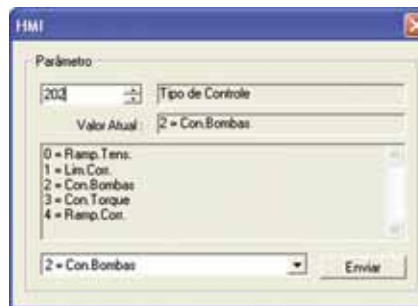 HMI
Parâmetro
202 Tipo de Controle
Valor Atual : 2 = Con.Bombas
0 = Ramp.Tens.
1 = Lim.Corr.
2 = Con.Bombas
3 = Con.Torque
4 = Ramp.Corr.
2 = Con.Bombas Enviar